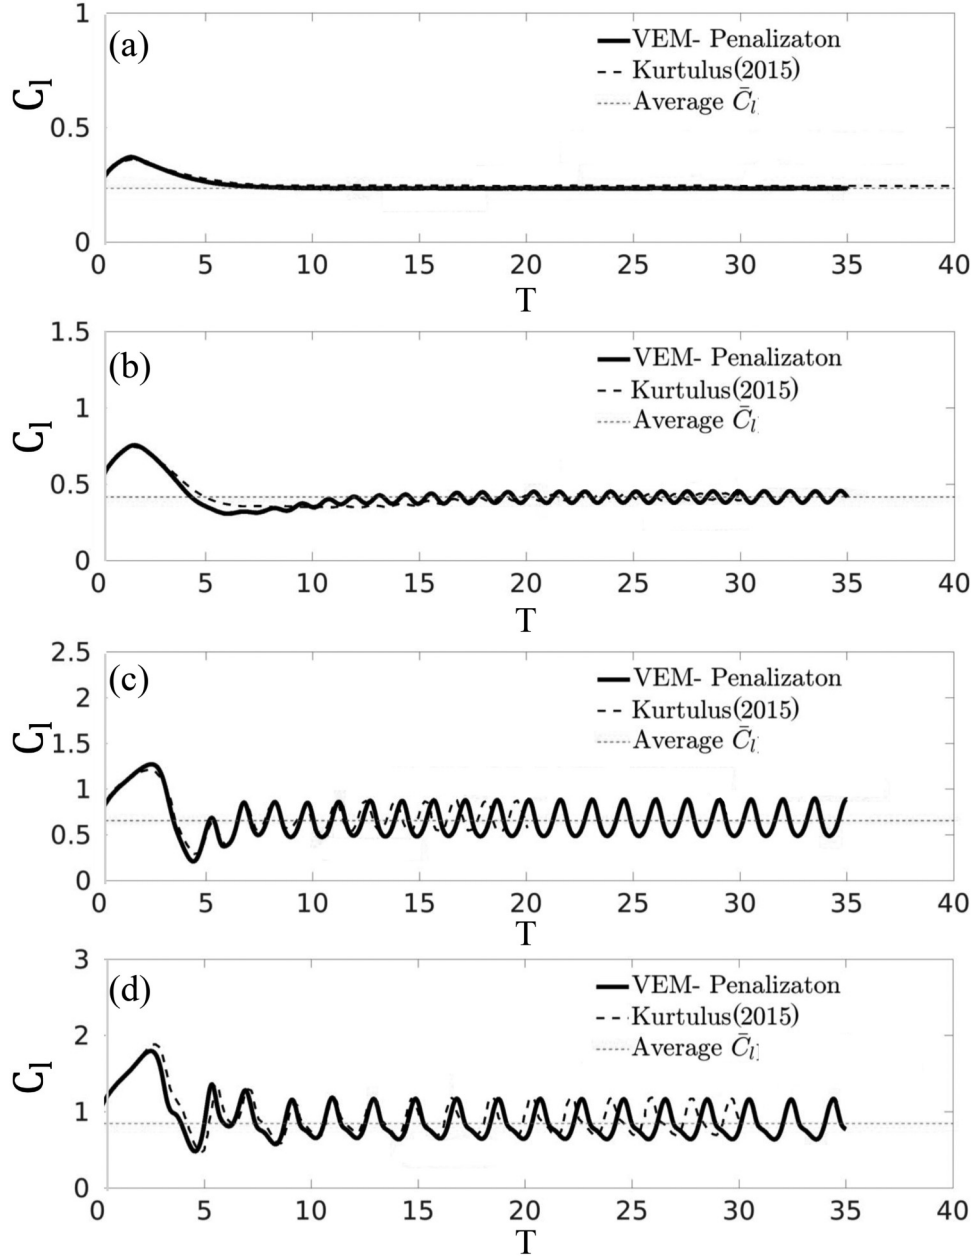 1
(a)
VEM- Penalizaton
Kurtulus(2015)
Average C̄l
Cl
0.5
0
0 5 10 15 20 25 30 35 40
T
1.5
(b)
VEM- Penalizaton
Kurtulus(2015)
Average C̄l
1
Cl
0.5
0
0 5 10 15 20 25 30 35 40
T
2.5
(c)
VEM- Penalizaton
2
Kurtulus(2015)
Average C̄l
Cl
1.5
1
0.5
0
0 5 10 15 20 25 30 35 40
T
3
(d)
VEM- Penalizaton
Kurtulus(2015)
2
Average C̄l
Cl
1
0
0 5 10 15 20 25 30 35 40
T